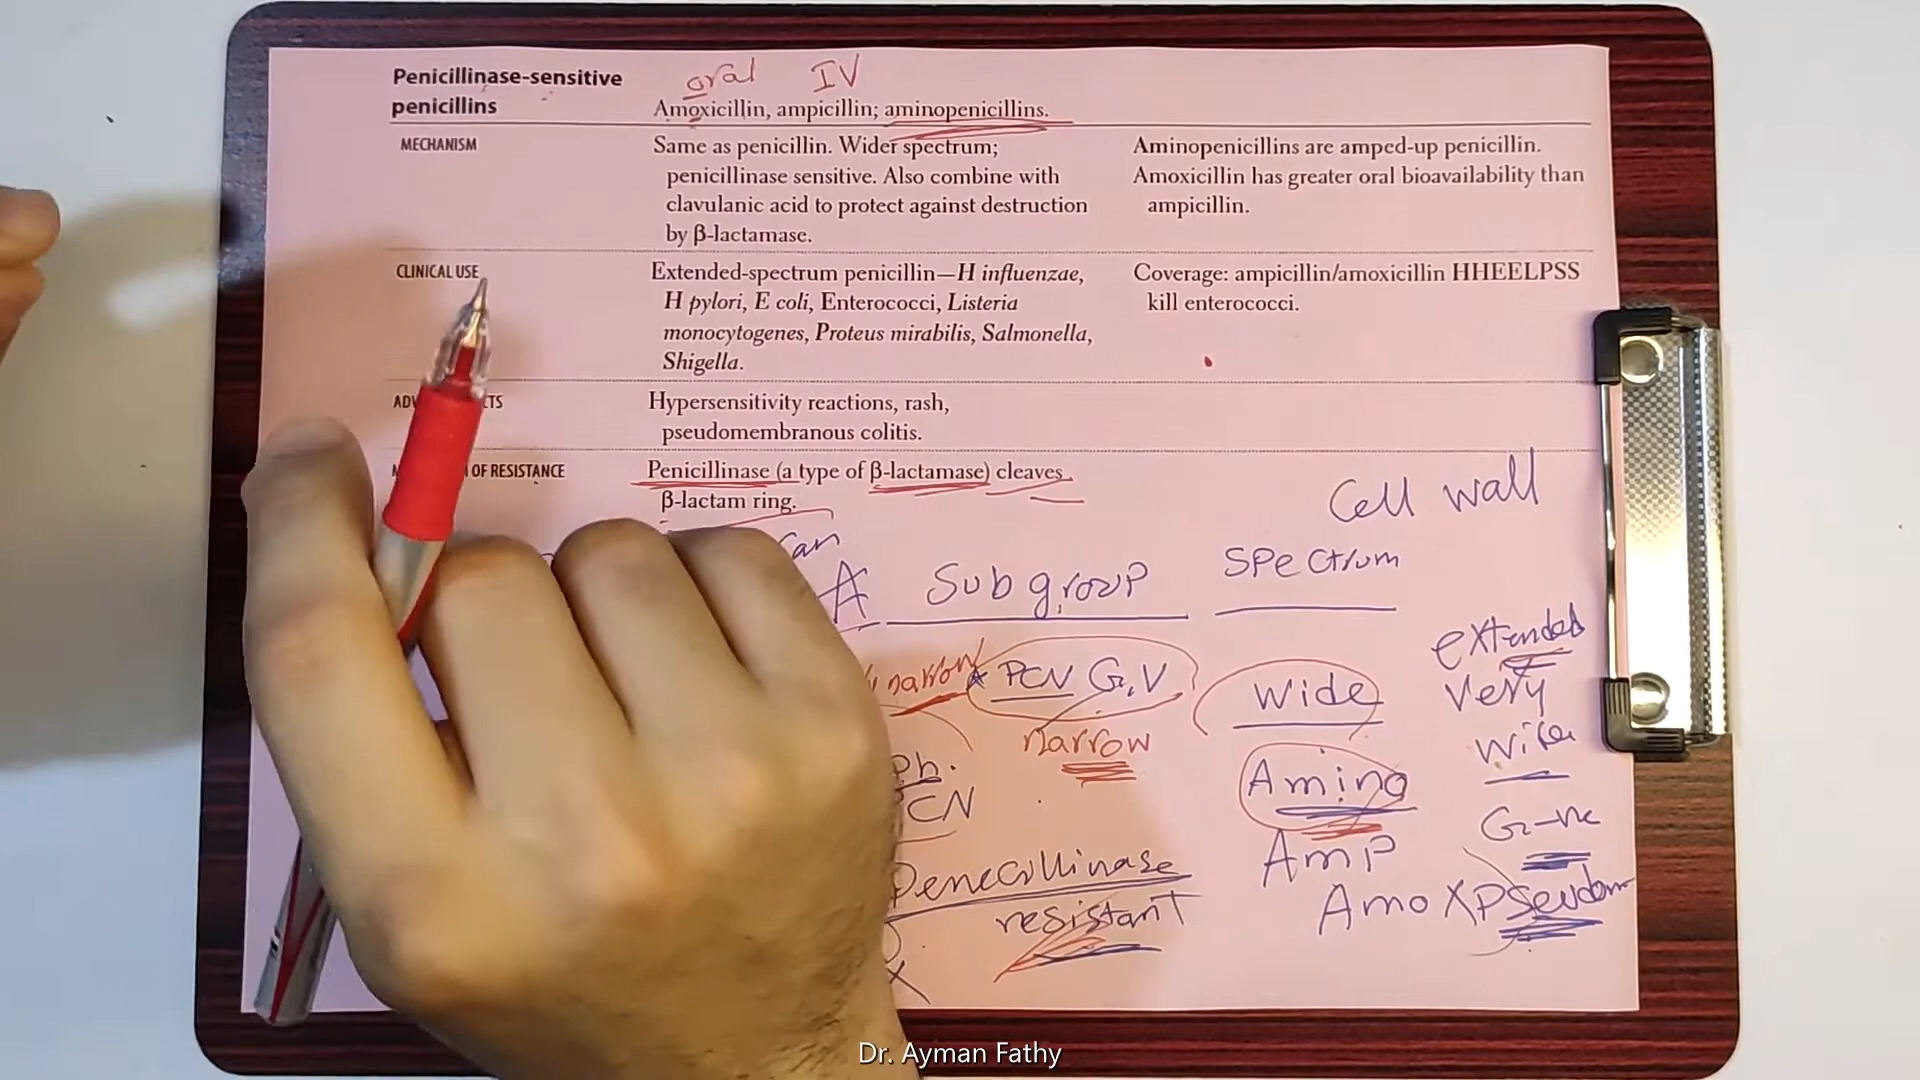 oral IV
Penicillinase-sensitive
penicillins
Amoxicillin, ampicillin; aminopenicillins.
MECHANISM
Same as penicillin. Wider spectrum;
penicillinase sensitive. Also combine with
clavulanic acid to protect against destruction
by β-lactamase.
Aminopenicillins are amped-up penicillin.
Amoxicillin has greater oral bioavailability than
ampicillin.
CLINICAL USE
Extended-spectrum penicillin—H influenzae,
H pylori, E coli, Enterococci, Listeria
monocytogenes, Proteus mirabilis, Salmonella,
Shigella.
Coverage: ampicillin/amoxicillin HHEELPSS
kill enterococci.
Hypersensitivity reactions, rash,
pseudomembranous colitis.
OF RESISTANCE
Penicillinase (a type of β-lactamase) cleaves
β-lactam ring.
Cell wall
Subgroup
Spectrum
narrow
PCN G, V
narrow
Penecillinase
resistant
wide
Amino
Amp
Amox
extended
Very
G-ve
Pseudom
Dr. Ayman Fathy